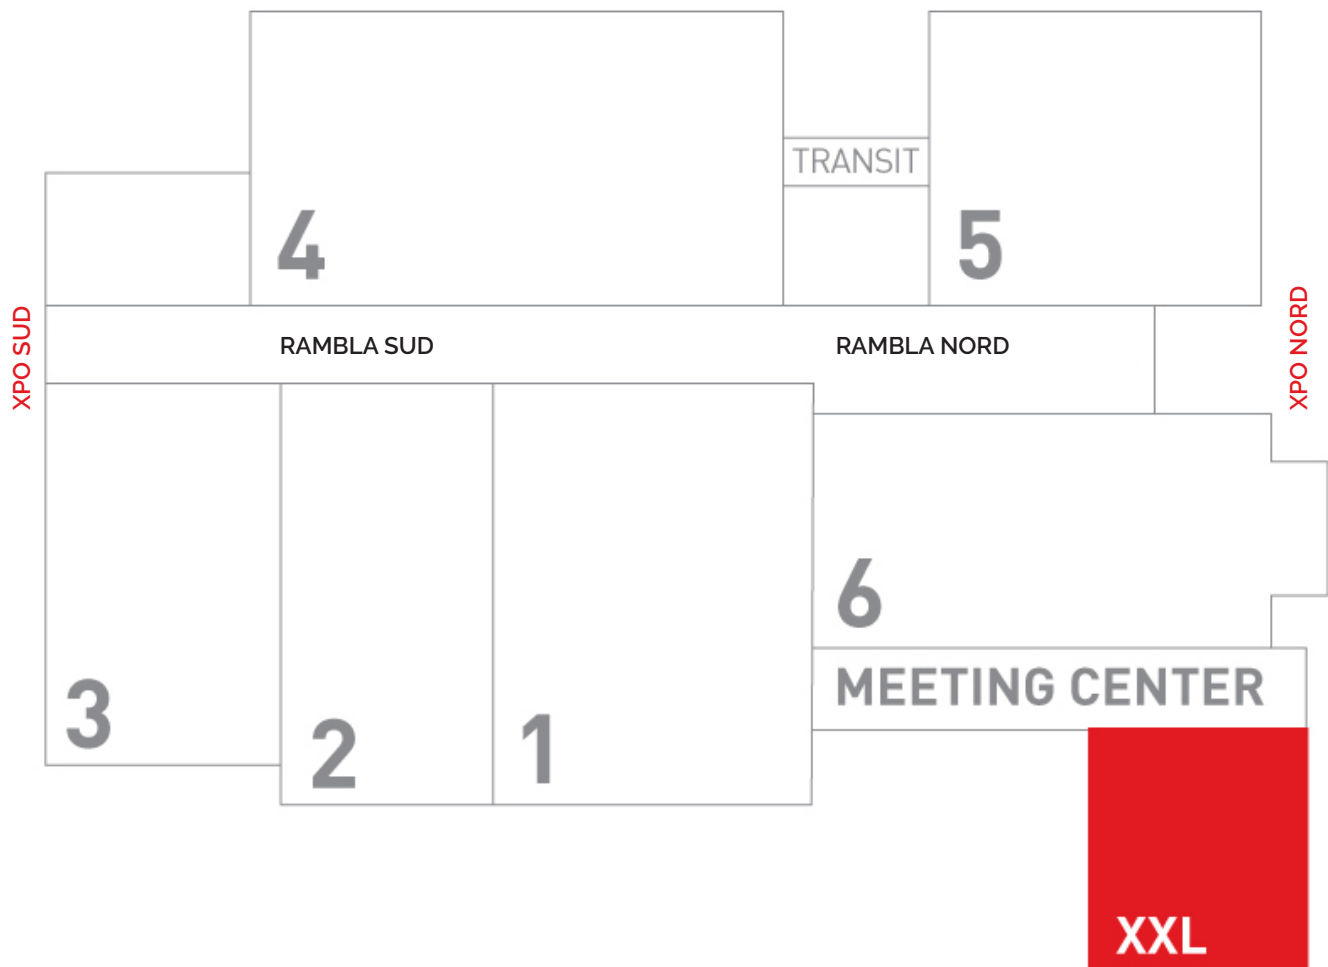 TRANSIT
4
5
XPO SUD
RAMBLA SUD
RAMBLA NORD
XPO NORD
6
MEETING CENTER
3
2
1
XXL